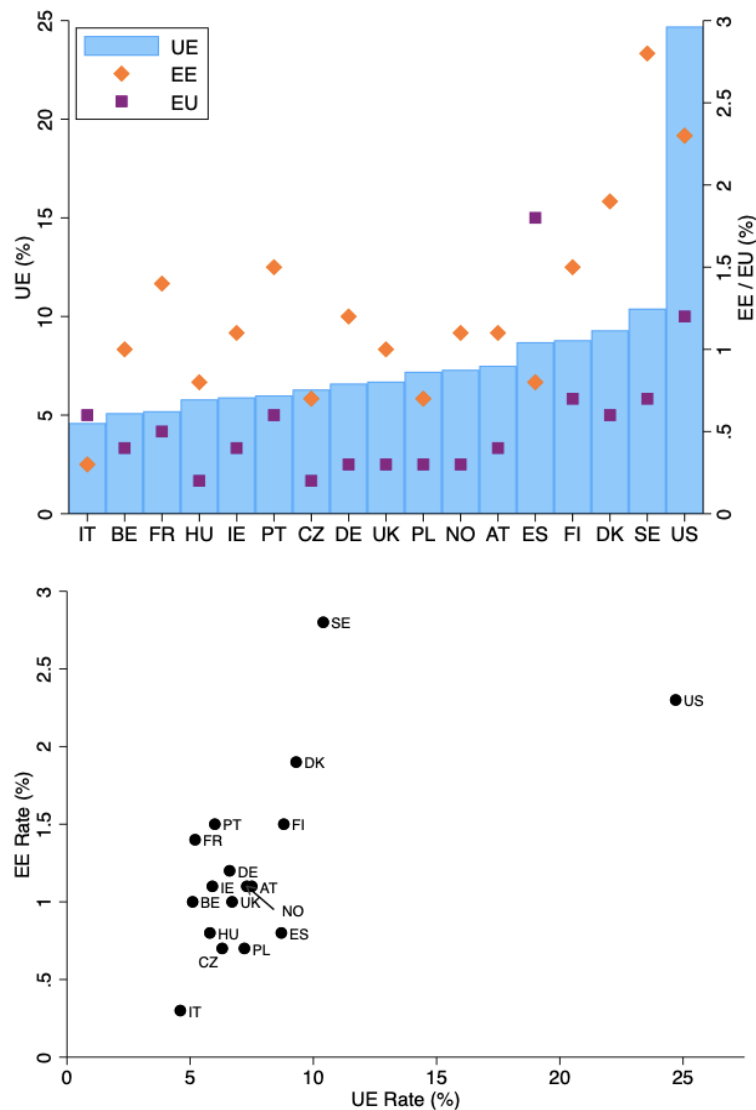 UE
EE
EU
UE (%)
0
5
10
15
20
25
EE / EU (%)
0
.5
1
1.5
2
2.5
3
IT BE FR HU IE PT CZ DE UK PL NO AT ES FI DK SE US
EE Rate (%)
0
.5
1
1.5
2
2.5
3
SE
US
DK
PT
FI
FR
DE
IE
AT
BE
UK
NO
HU
ES
CZ
PL
IT
0 5 10 15 20 25
UE Rate (%)